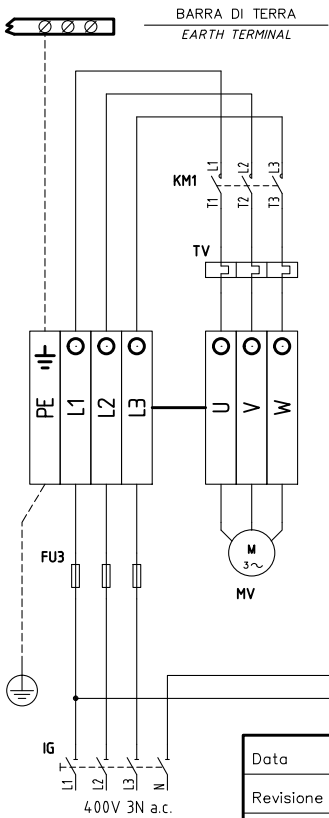 BARRA DI TERRA
EARTH TERMINAL
L1 L2 L3
KM1
T1 T2 T3
TV
PE L1 L2 L3 U V W
FU3
M
3~
MV
IG
L1 L2 L3 N
400V 3N a.c.
Data
Revisione